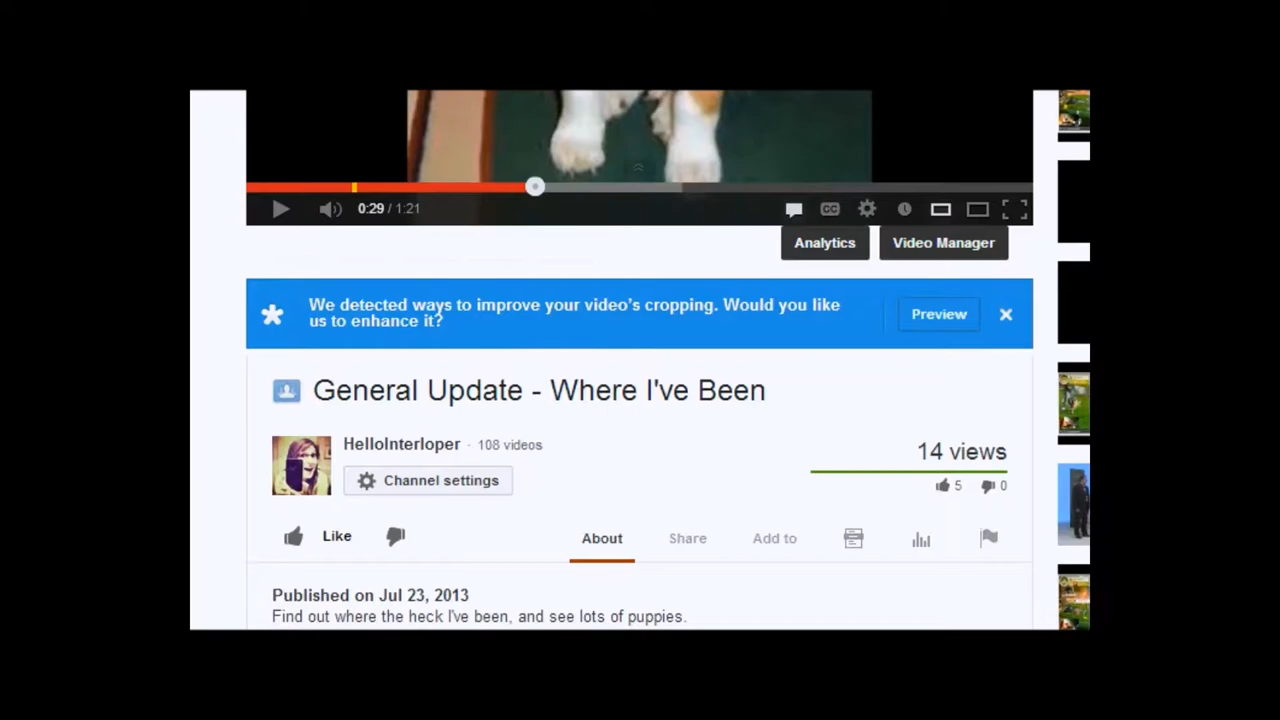 0:29 / 1:21
CC
Analytics
Video Manager
We detected ways to improve your video's cropping. Would you like
us to enhance it?
Preview
General Update - Where I've Been
HelloInterloper · 108 videos
Channel settings
14 views
5
0
Like
About
Share
Add to
Published on Jul 23, 2013
Find out where the heck I've been, and see lots of puppies.